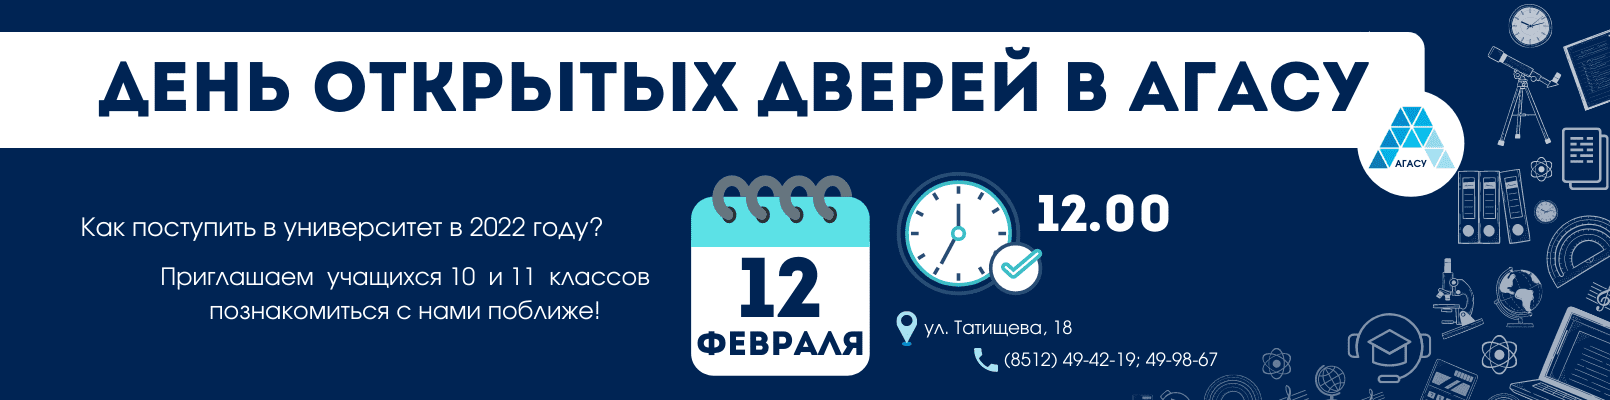 ДЕНЬ ОТКРЫТЫХ ДВЕРЕЙ В АГАСУ
АГАСУ
Как поступить в университет в 2022 году?
Приглашаем учащихся 10 и 11 классов
познакомиться с нами поближе!
12
ФЕВРАЛЯ
12.00
ул. Татищева, 18
(8512) 49-42-19; 49-98-67